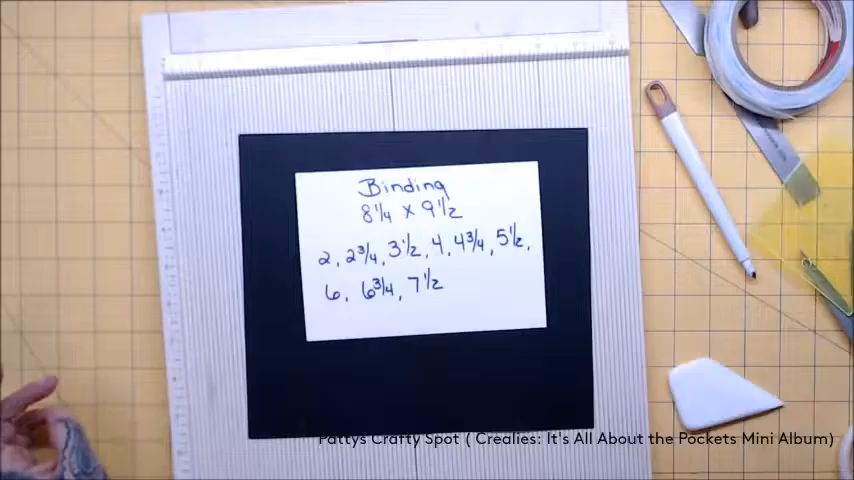 Binding
8 1/4 x 9 1/2
2, 2 3/4, 3 1/2, 4, 4 3/4, 5 1/2,
6, 6 3/4, 7 1/2
Pattys Crafty Spot ( Crealies: It's All About the Pockets Mini Album)